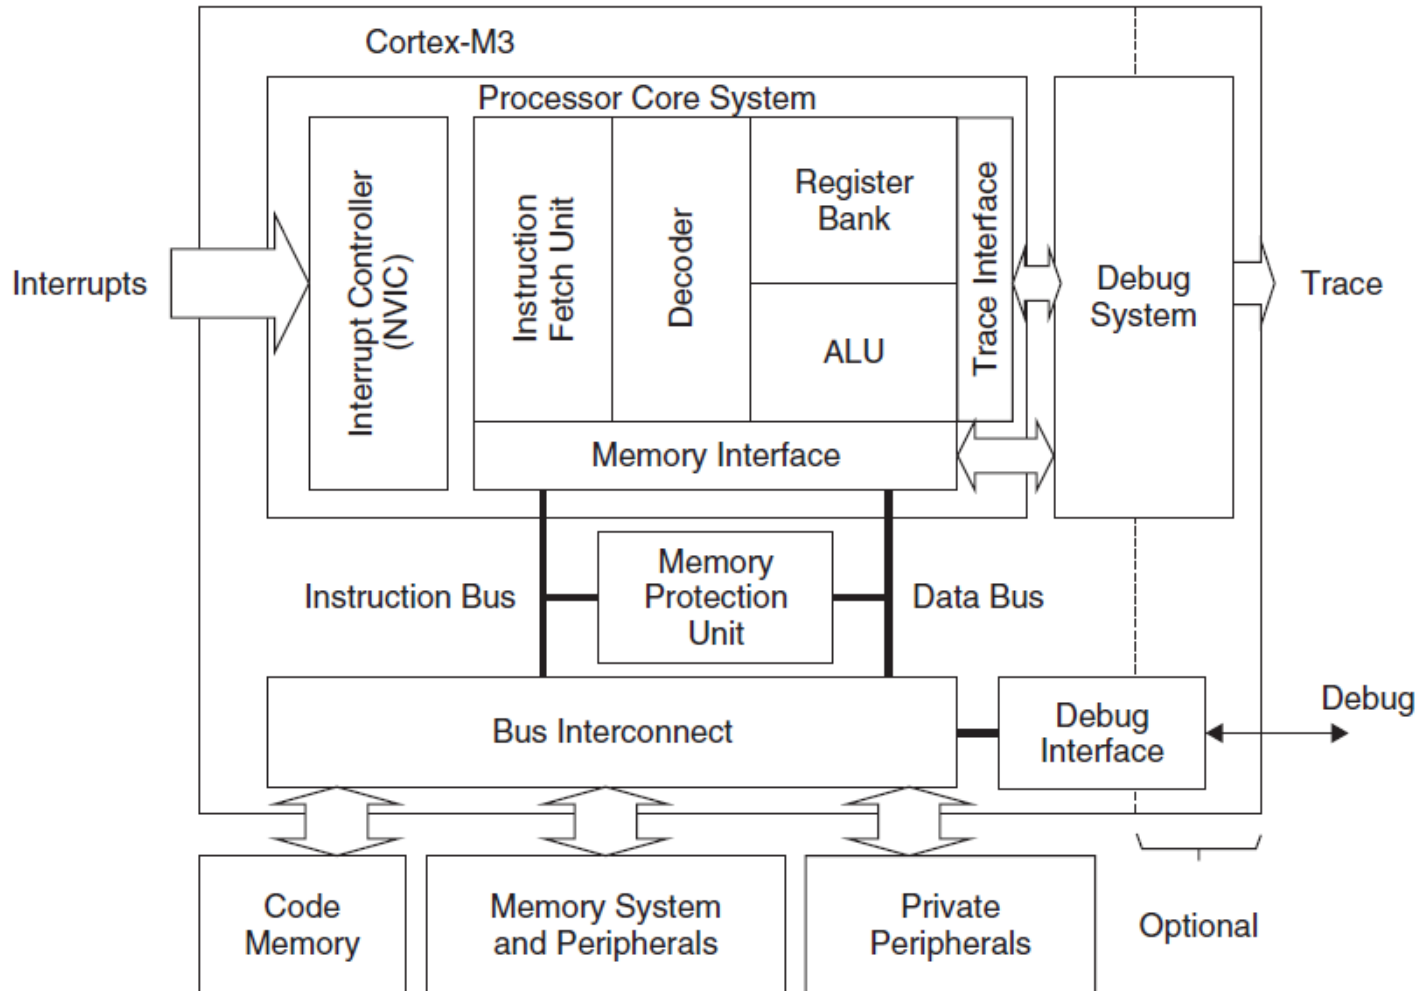 Cortex-M3
Processor Core System
Interrupts
Interrupt Controller
(NVIC)
Instruction
Fetch Unit
Decoder
Register
Bank
ALU
Trace Interface
Debug
System
Trace
Memory Interface
Instruction Bus
Memory
Protection
Unit
Data Bus
Bus Interconnect
Debug
Interface
Debug
Code
Memory
Memory System
and Peripherals
Private
Peripherals
Optional